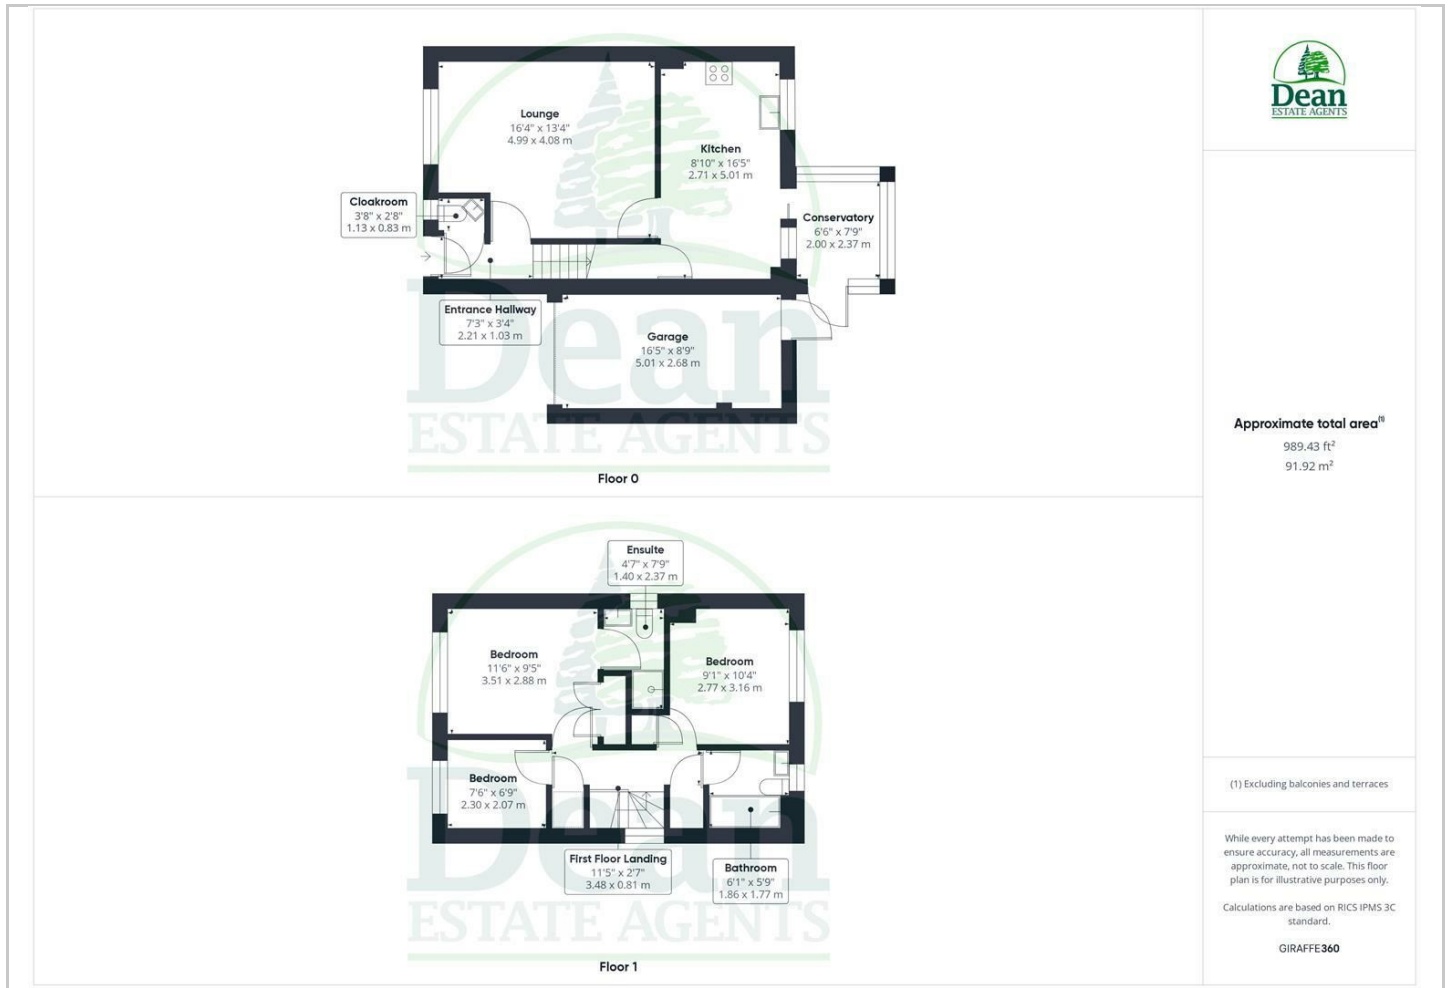 Lounge
16'4" x 13'4"
4.99 x 4.08 m
Kitchen
8'10" x 16'5"
2.71 x 5.01 m
Cloakroom
3'8" x 2'8"
1.13 x 0.83 m
Conservatory
6'6" x 7'9"
2.00 x 2.37 m
Entrance Hallway
7'3" x 3'4"
2.21 x 1.03 m
Garage
16'5" x 8'9"
5.01 x 2.68 m
Dean
ESTATE AGENTS
Floor 0
Ensuite
4'7" x 7'9"
1.40 x 2.37 m
Bedroom
11'6" x 9'5"
3.51 x 2.88 m
Bedroom
9'1" x 10'4"
2.77 x 3.16 m
Bedroom
7'6" x 6'9"
2.30 x 2.07 m
First Floor Landing
11'5" x 2'7"
3.48 x 0.81 m
Bathroom
6'1" x 5'9"
1.86 x 1.77 m
Dean
ESTATE AGENTS
Floor 1
Dean
ESTATE AGENTS
Approximate total area(1)
989.43 ft²
91.92 m²
(1) Excluding balconies and terraces
While every attempt has been made to
ensure accuracy, all measurements are
approximate, not to scale. This floor
plan is for illustrative purposes only.
Calculations are based on RICS IPMS 3C
standard.
GIRAFFE360